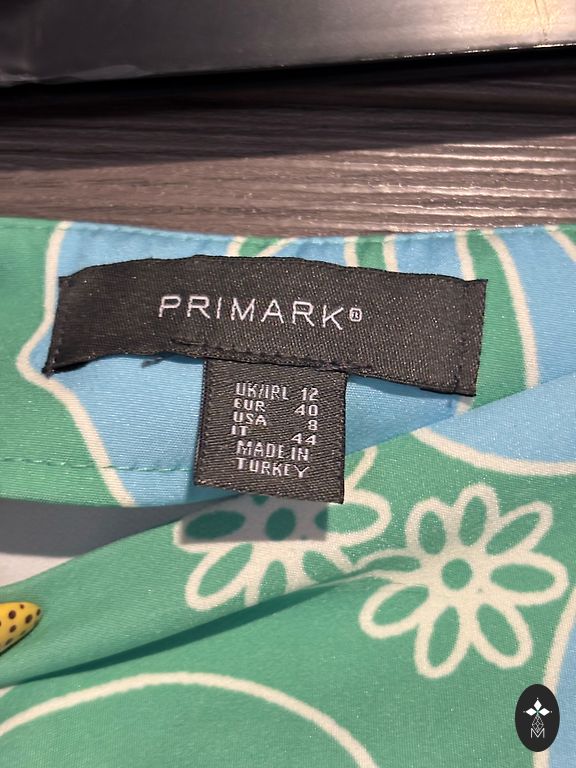 PRIMARK®
UK/IRL 12
EUR 40
USA 8
IT 44
MADE IN
TURKEY
M